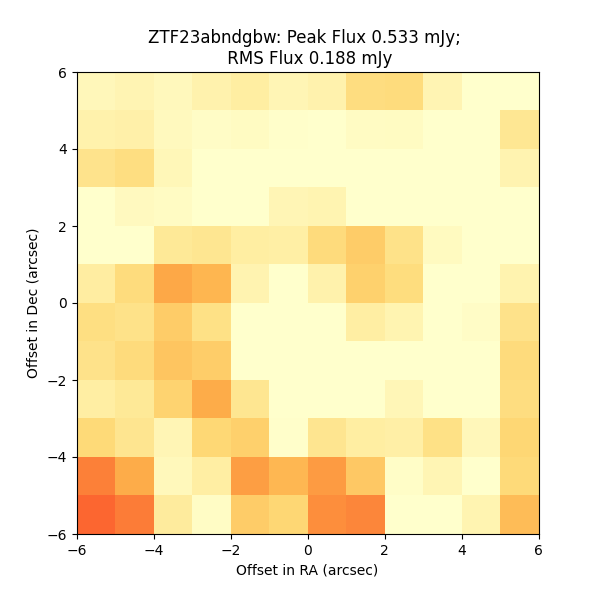 ZTF23abndgbw: Peak Flux 0.533 mJy;
RMS Flux 0.188 mJy
6
4
2
0
−2
−4
−6
Offset in Dec (arcsec)
−6 −4 −2 0 2 4 6
Offset in RA (arcsec)